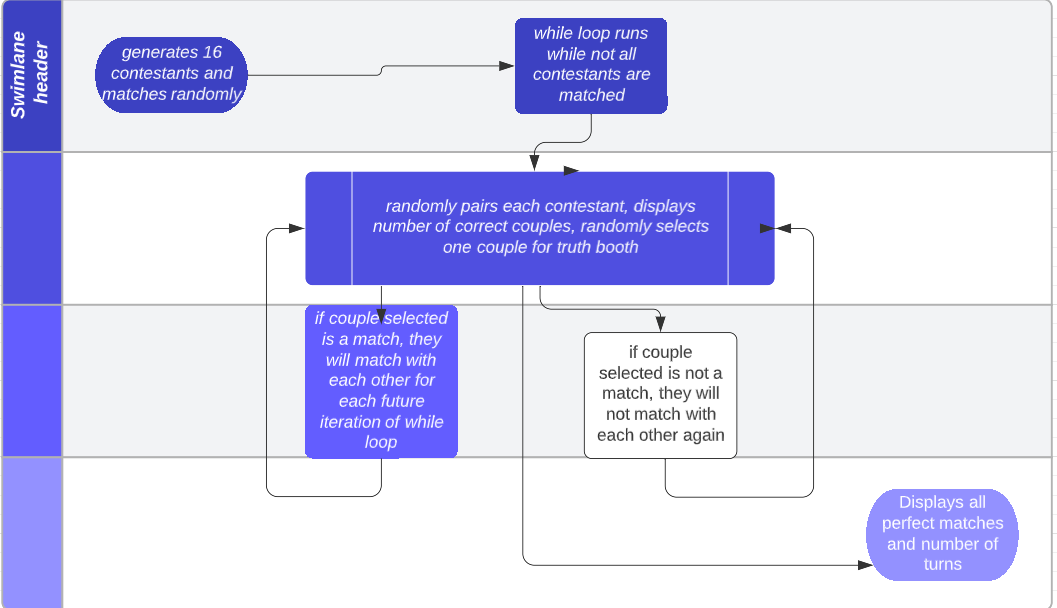 Swimlane
header
generates 16
contestants and
matches randomly
while loop runs
while not all
contestants are
matched
randomly pairs each contestant, displays
number of correct couples, randomly selects
one couple for truth booth
if couple selected
is a match, they
will match with
each other for
each future
iteration of while
loop
if couple
selected is not a
match, they will
not match with
each other again
Displays all
perfect matches
and number of
turns